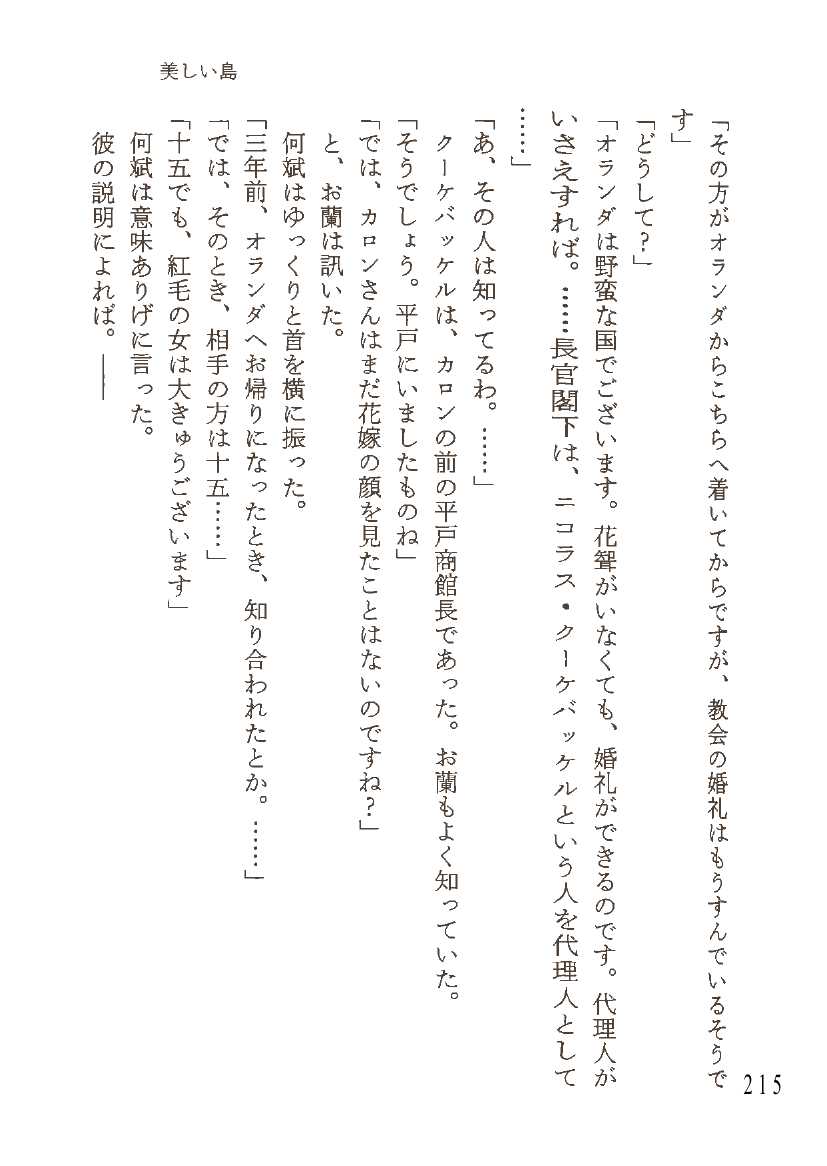 美しい島
「その方がオランダからこちらへ着いてからですが、教会の婚礼はもうすんでいるそうで
す」
「どうして？」
「オランダは野蛮な国でございます。花聟がいなくても、婚礼ができるのです。代理人が
いさえすれば。……長官閣下は、ニコラス・クーケバッケルという人を代理人として
……」
「あ、その人は知ってるわ。……」
クーケバッケルは、カロンの前の平戸商館長であった。お蘭もよく知っていた。
「そうでしょう。平戸にいましたものね」
「では、カロンさんはまだ花嫁の顔を見たことはないのですね？」
と、お蘭は訊いた。
何斌はゆっくりと首を横に振った。
「三年前、オランダへお帰りになったとき、知り合われたとか。……」
「では、そのとき、相手の方は十五……」
「十五でも、紅毛の女は大きゅうございます」
何斌は意味ありげに言った。
彼の説明によれば。――
215